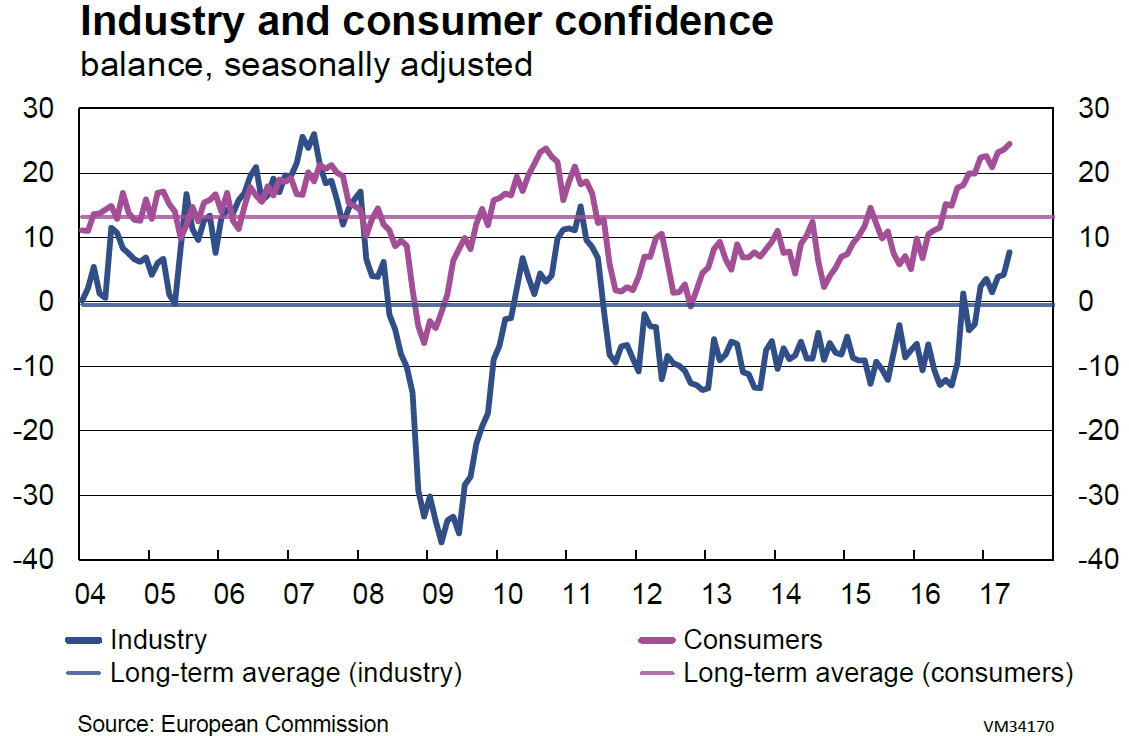 Industry and consumer confidence
balance, seasonally adjusted
30 30
20 20
10 10
0 0
-10 -10
-20 -20
-30 -30
-40 -40
04 05 06 07 08 09 10 11 12 13 14 15 16 17
Industry Consumers
Long-term average (industry) Long-term average (consumers)
Source: European Commission VM34170